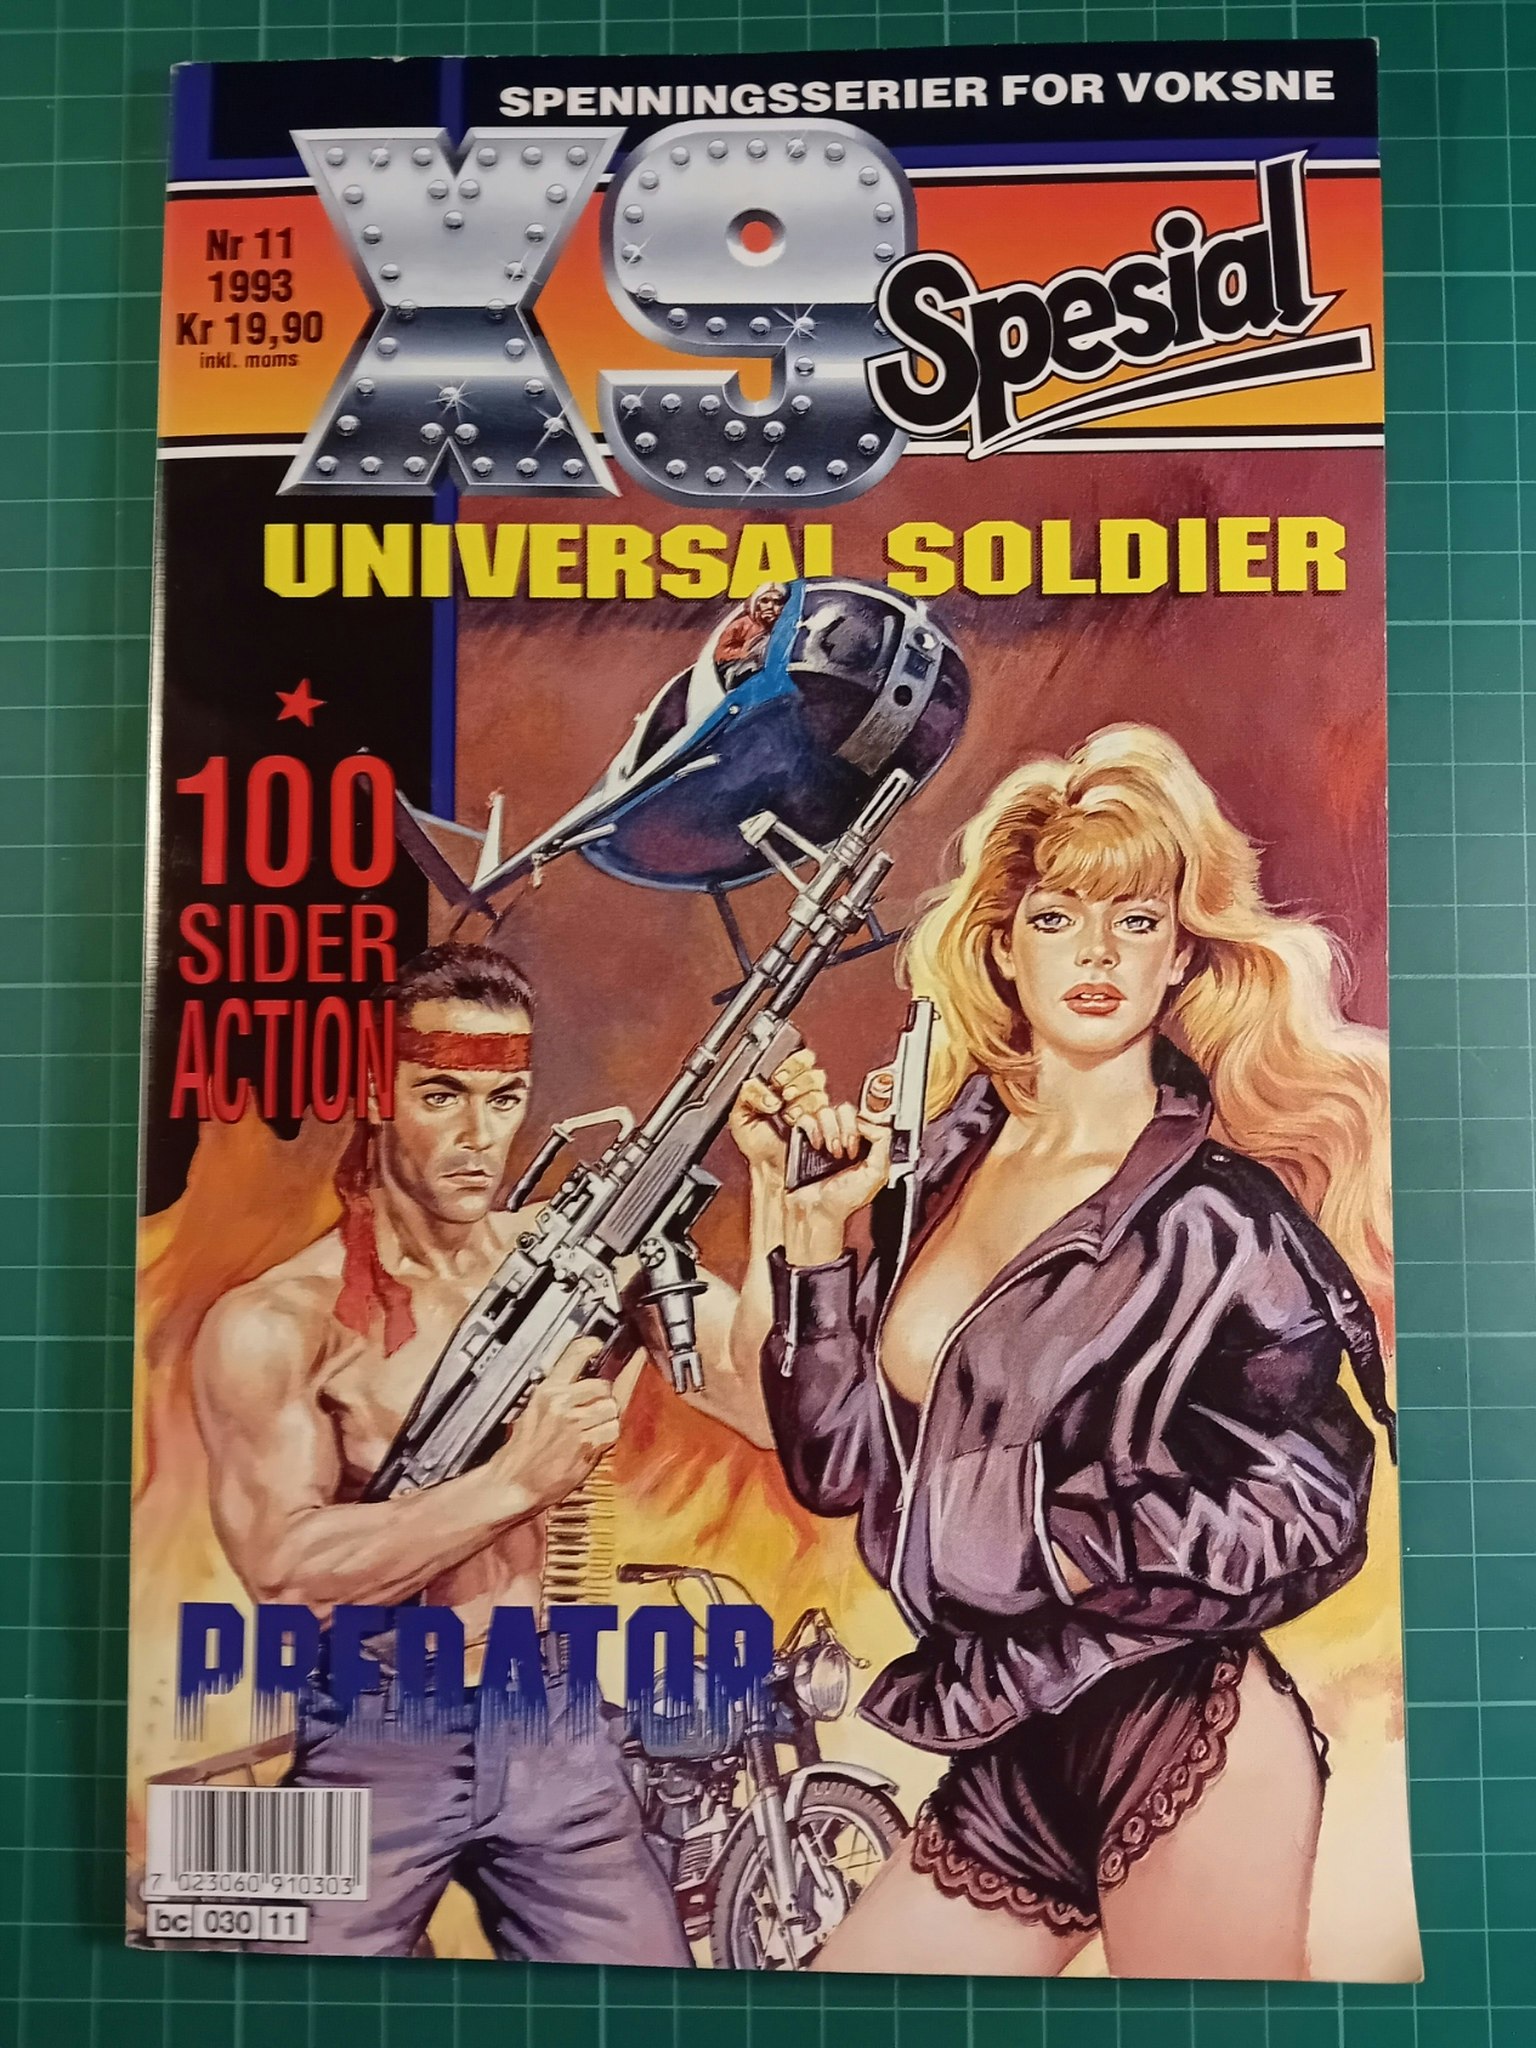 SPENNINGSSERIER FOR VOKSNE
X9
Spesial
Nr 11
1993
Kr 19,90
inkl. moms
UNIVERSAL SOLDIER
100
SIDER
ACTION
PREDATOR
7 023060 910303
bc 030 11